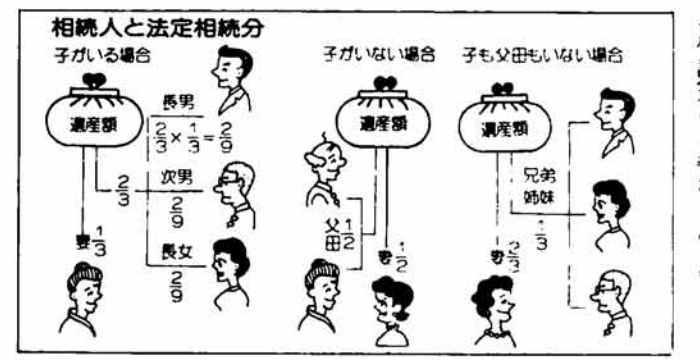 相続人と法定相続分
子がいる場合
遺産額
長男
2/3 × 1/3 = 2/9
次男
2/9
長女
2/9
2/3
妻 1/3
子がいない場合
遺産額
父母 1/2
妻 1/2
子も父母もいない場合
遺産額
兄弟
姉妹
1/3
妻 2/3